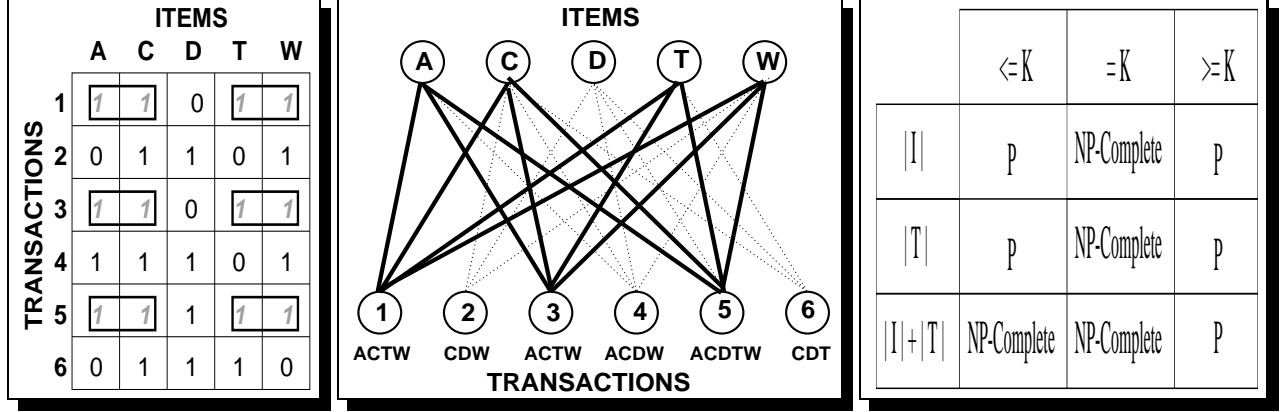 ITEMS
A C D T W
TRANSACTIONS
1 1 1 0 1 1
2 0 1 1 0 1
3 1 1 0 1 1
4 1 1 1 0 1
5 1 1 1 1 1
6 0 1 1 1 0
ITEMS
A C D T W
1 2 3 4 5 6
ACTW CDW ACTW ACDW ACDTW CDT
TRANSACTIONS
<=K =K >=K
|I| P NP-Complete P
|T| P NP-Complete P
|I|+|T| NP-Complete NP-Complete P